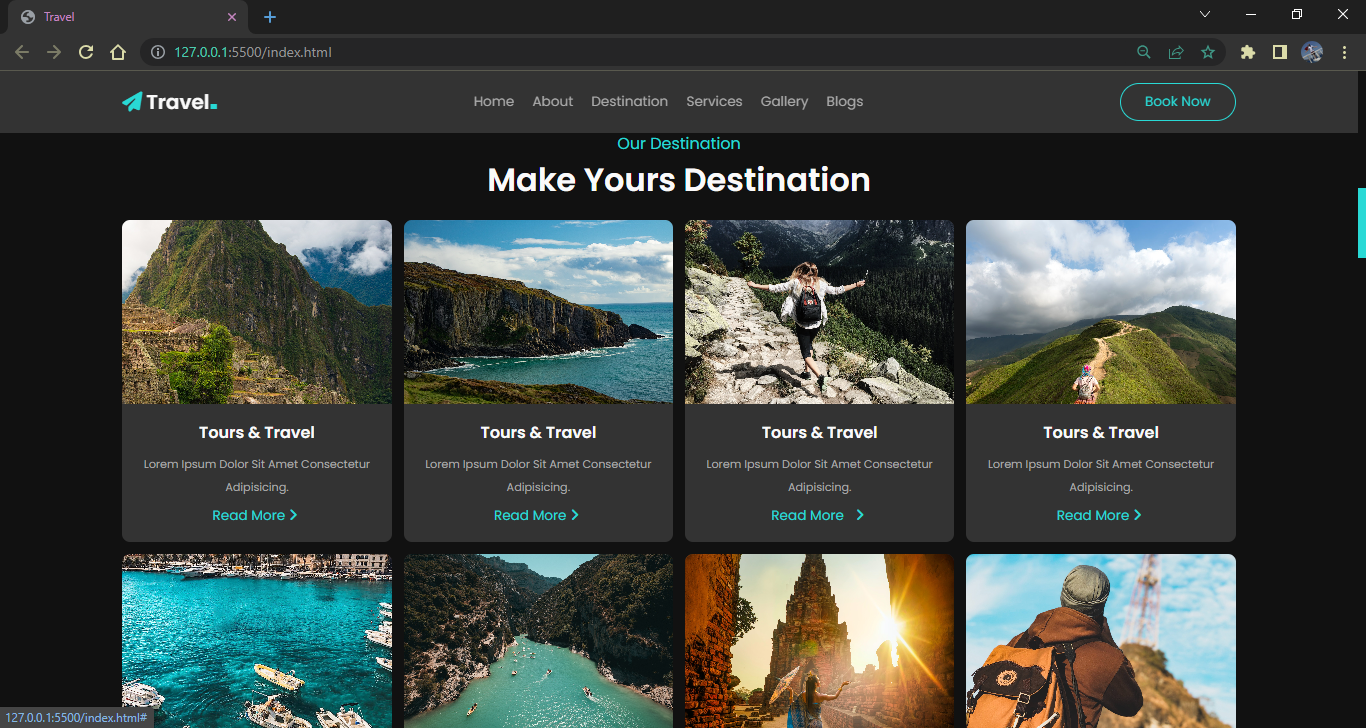 Travel
127.0.0.1:5500/index.html
Travel.
Home About Destination Services Gallery Blogs
Book Now
Our Destination
Make Yours Destination
Tours & Travel
Lorem Ipsum Dolor Sit Amet Consectetur
Adipisicing.
Read More
Tours & Travel
Lorem Ipsum Dolor Sit Amet Consectetur
Adipisicing.
Read More
Tours & Travel
Lorem Ipsum Dolor Sit Amet Consectetur
Adipisicing.
Read More
Tours & Travel
Lorem Ipsum Dolor Sit Amet Consectetur
Adipisicing.
Read More
127.0.0.1:5500/index.html#